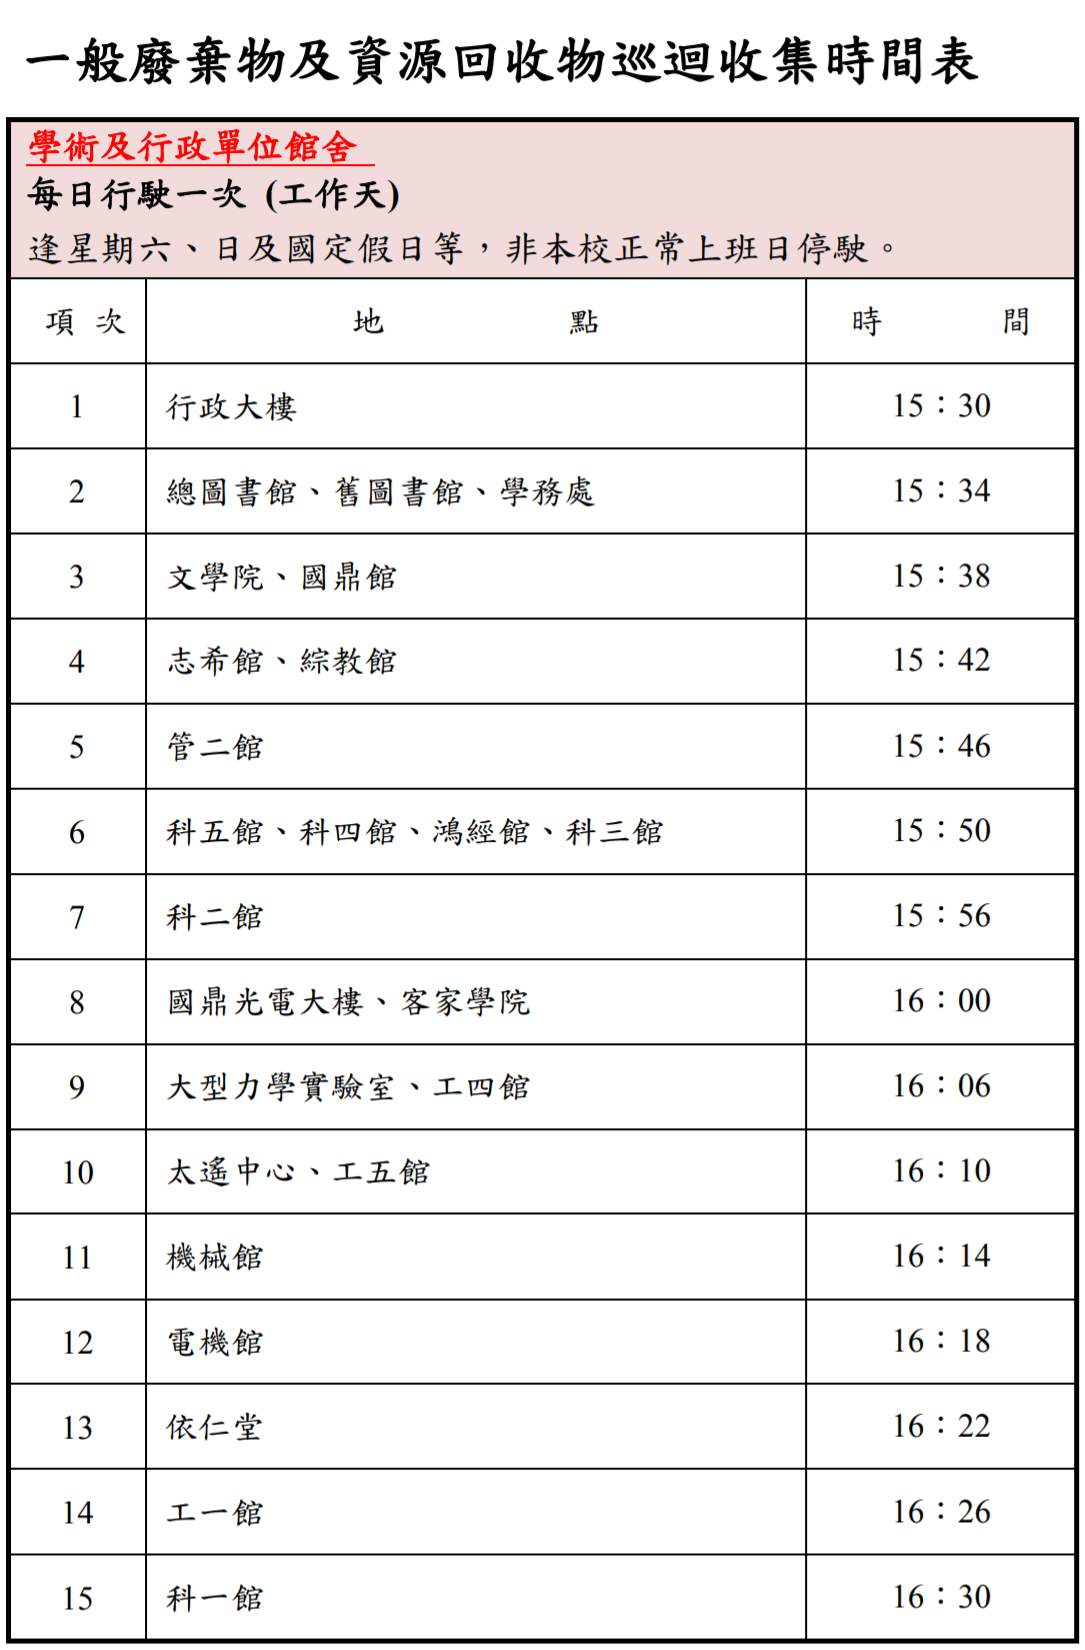 一般廢棄物及資源回收物巡迴收集時間表
學術及行政單位館舍
每日行駛一次 (工作天)
逢星期六、日及國定假日等，非本校正常上班日停駛。
項次 地點 時間
1 行政大樓 15：30
2 總圖書館、舊圖書館、學務處 15：34
3 文學院、國鼎館 15：38
4 志希館、綜教館 15：42
5 管二館 15：46
6 科五館、科四館、鴻經館、科三館 15：50
7 科二館 15：56
8 國鼎光電大樓、客家學院 16：00
9 大型力學實驗室、工四館 16：06
10 太遙中心、工五館 16：10
11 機械館 16：14
12 電機館 16：18
13 依仁堂 16：22
14 工一館 16：26
15 科一館 16：30